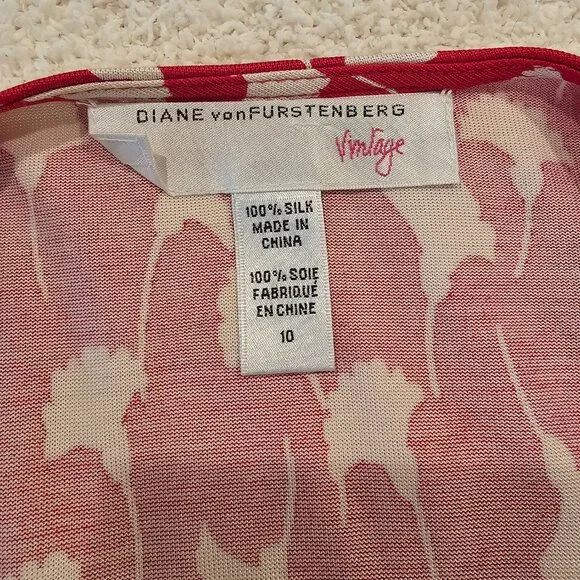 DIANE vonFURSTENBERG
Vintage
100% SILK
MADE IN
CHINA
100% SOIE
FABRIQUÉ
EN CHINE
10